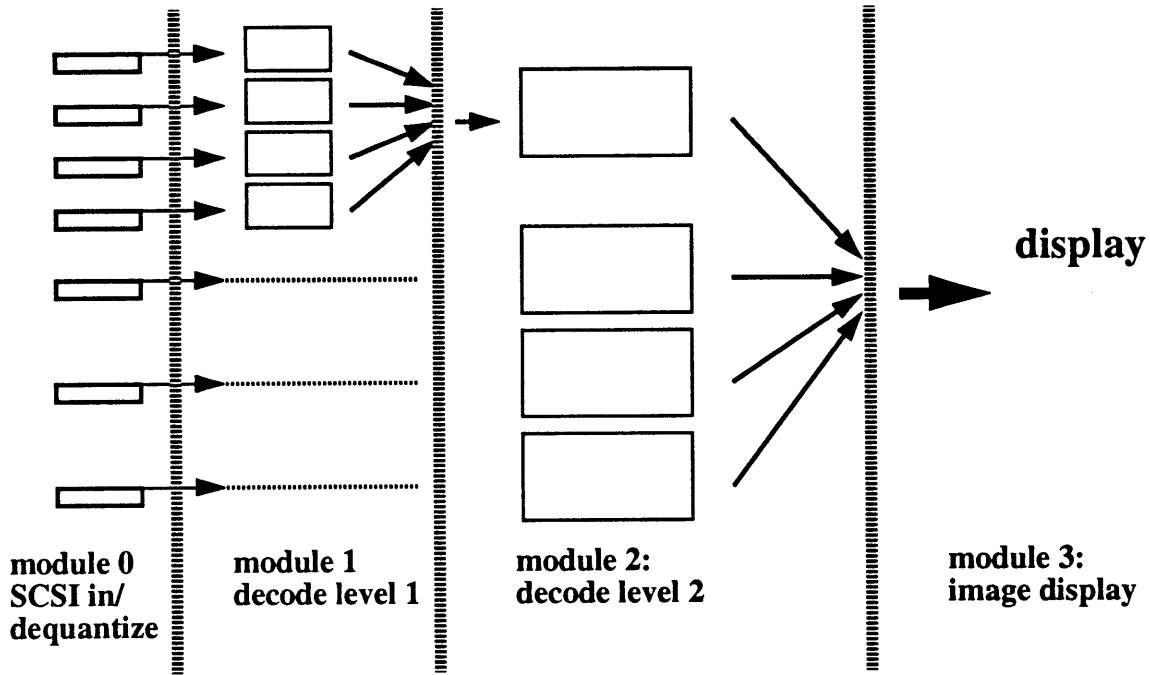 display
module 0
SCSI in/
dequantize
module 1
decode level 1
module 2:
decode level 2
module 3:
image display